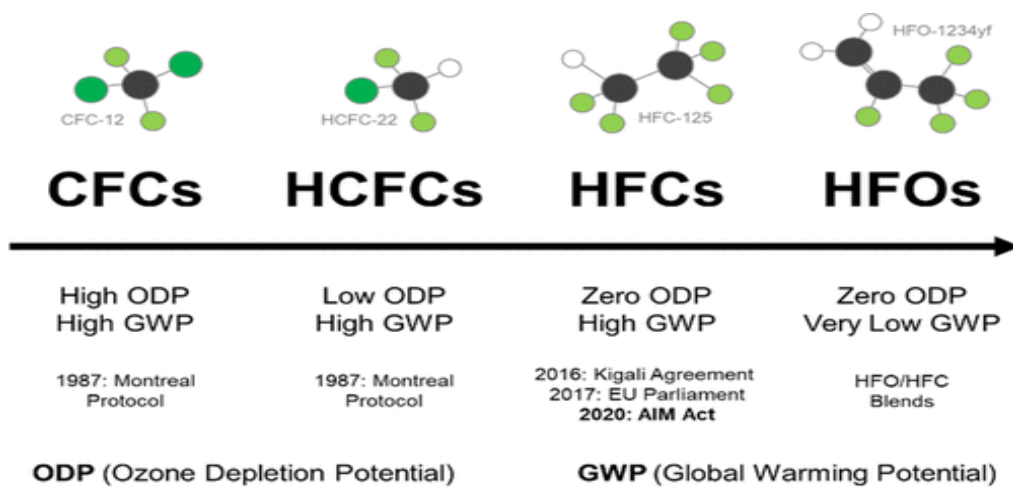 HFO-1234yf
CFC-12
HCFC-22
HFC-125
CFCs
HCFCs
HFCs
HFOs
High ODP
High GWP
Low ODP
High GWP
Zero ODP
High GWP
Zero ODP
Very Low GWP
1987: Montreal
Protocol
1987: Montreal
Protocol
2016: Kigali Agreement
2017: EU Parliament
2020: AIM Act
HFO/HFC
Blends
ODP (Ozone Depletion Potential)
GWP (Global Warming Potential)